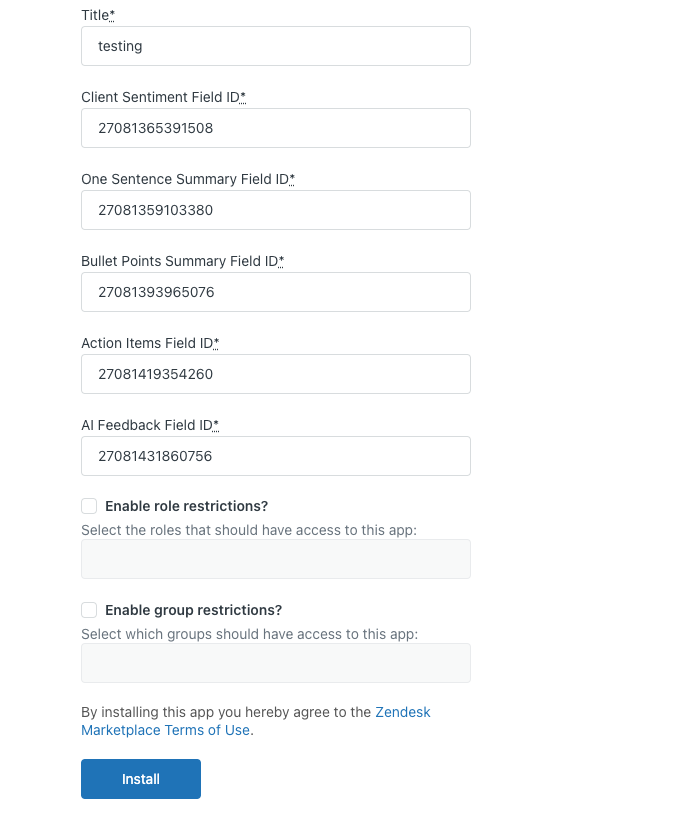 Title*
testing
Client Sentiment Field ID*
27081365391508
One Sentence Summary Field ID*
27081359103380
Bullet Points Summary Field ID*
27081393965076
Action Items Field ID*
27081419354260
AI Feedback Field ID*
27081431860756
Enable role restrictions?
Select the roles that should have access to this app:
Enable group restrictions?
Select which groups should have access to this app:
By installing this app you hereby agree to the Zendesk
Marketplace Terms of Use.
Install